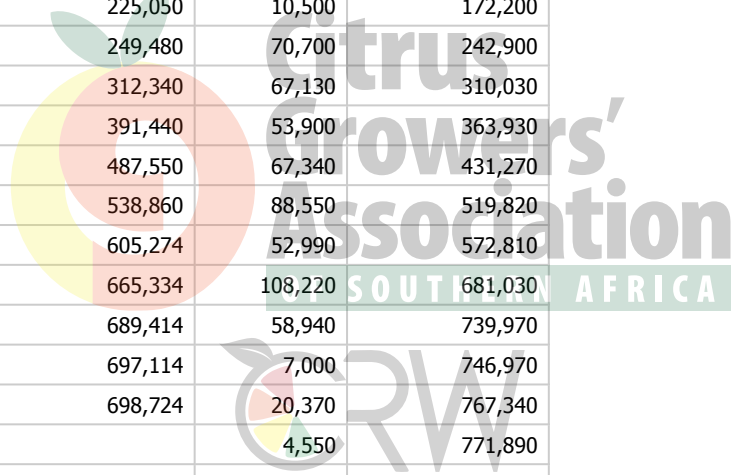 225,050 10,500 172,200
249,480 70,700 242,900
312,340 67,130 310,030
391,440 53,900 363,930
487,550 67,340 431,270
538,860 88,550 519,820
605,274 52,990 572,810
665,334 108,220 681,030
689,414 58,940 739,970
697,114 7,000 746,970
698,724 20,370 767,340
4,550 771,890
Citrus
Growers'
Association
OF SOUTHERN AFRICA
CRW